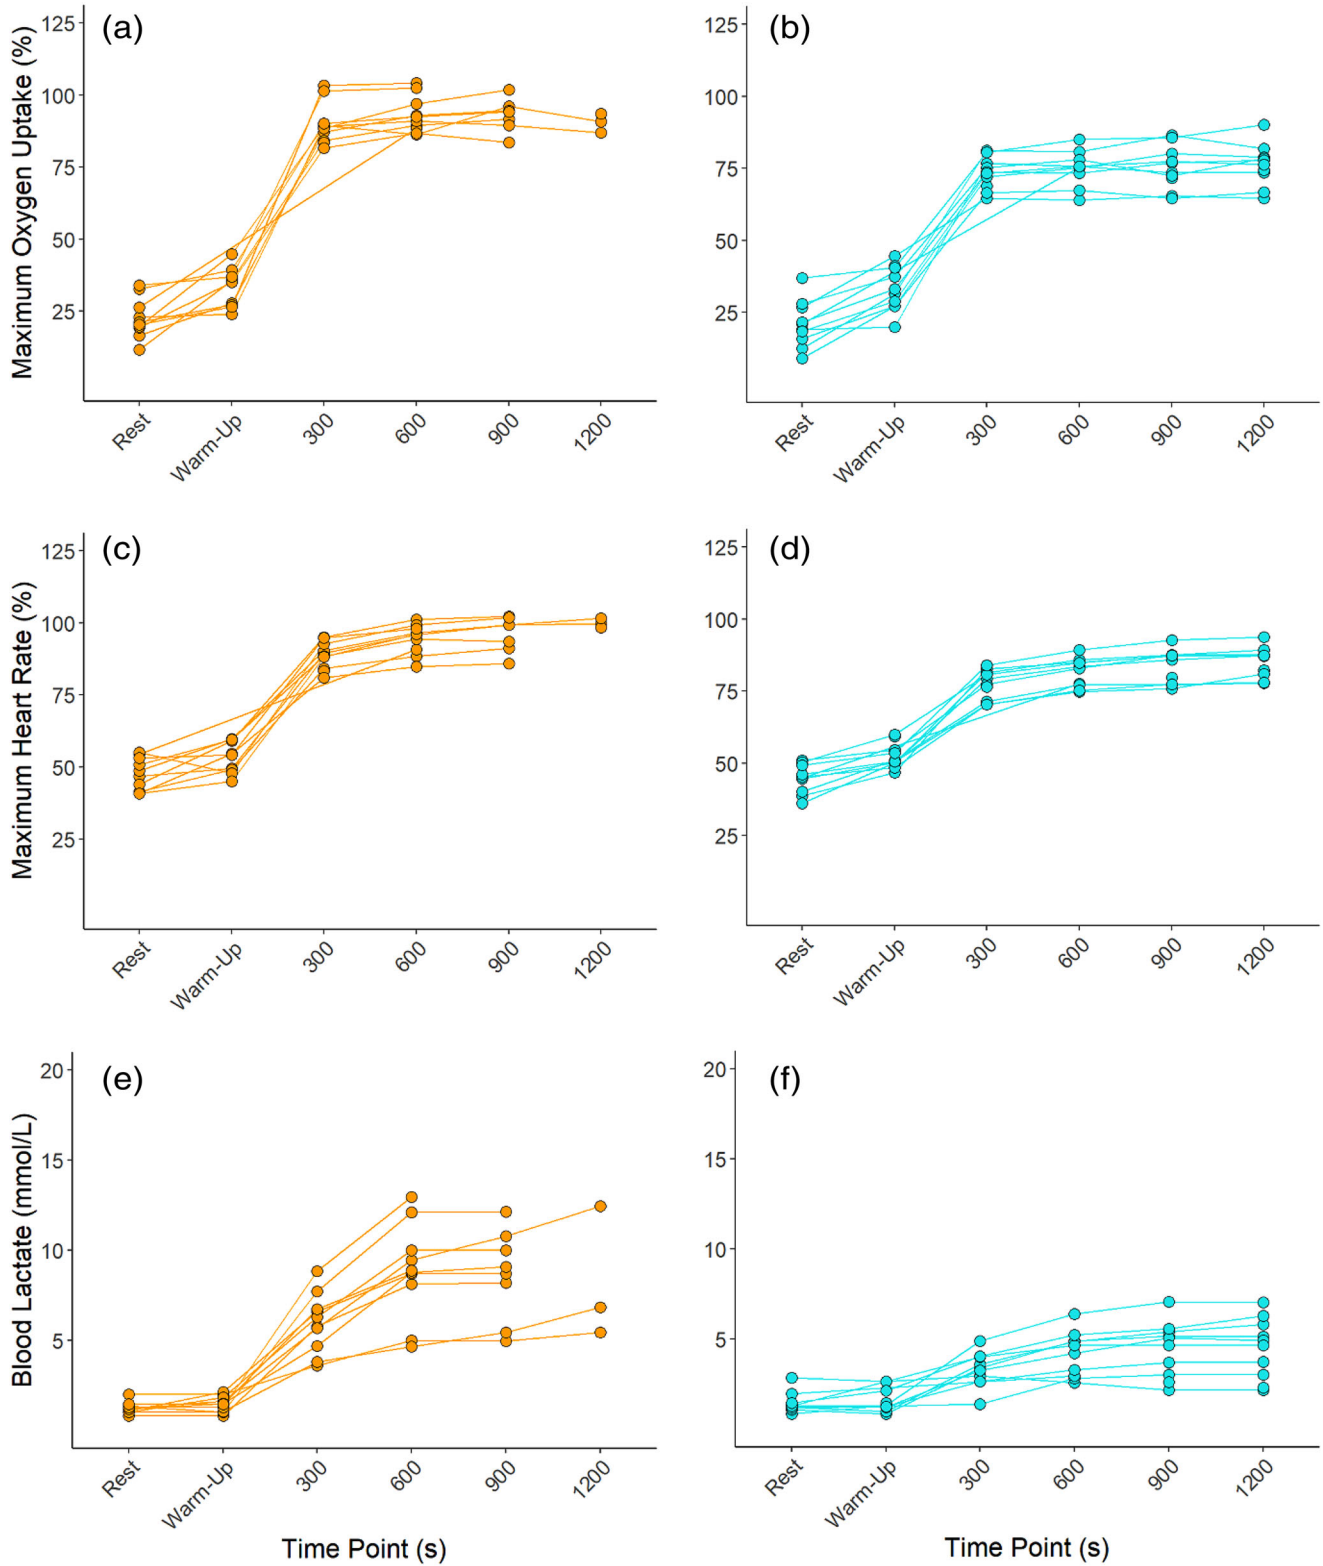 (a)
Maximum Oxygen Uptake (%)
125
100
75
50
25
Rest
Warm-Up
300
600
900
1200
(b)
125
100
75
50
25
Rest
Warm-Up
300
600
900
1200
(c)
Maximum Heart Rate (%)
125
100
75
50
25
Rest
Warm-Up
300
600
900
1200
(d)
125
100
75
50
25
Rest
Warm-Up
300
600
900
1200
(e)
Blood Lactate (mmol/L)
20
15
10
5
Rest
Warm-Up
300
600
900
1200
Time Point (s)
(f)
20
15
10
5
Rest
Warm-Up
300
600
900
1200
Time Point (s)